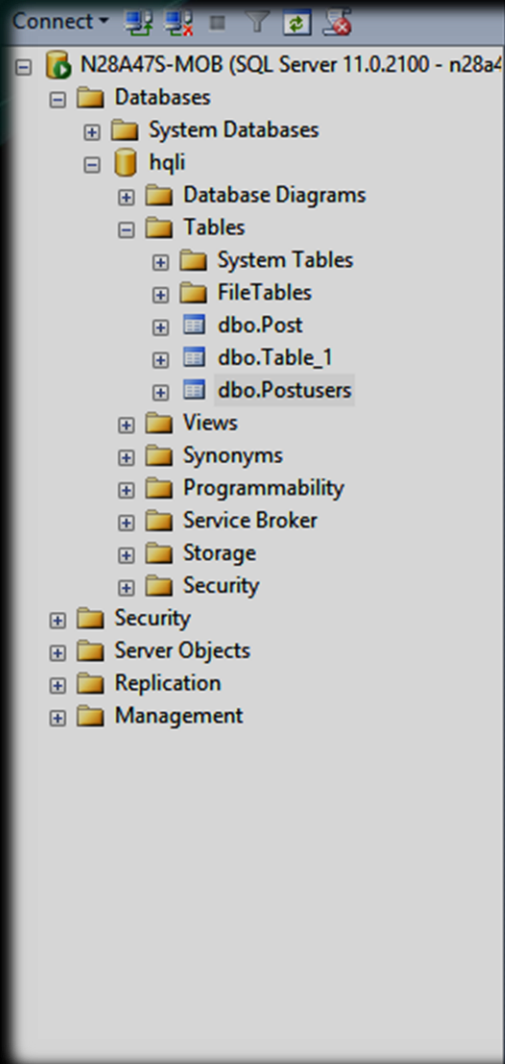 Connect
N28A47S-MOB (SQL Server 11.0.2100 - n28a4
Databases
System Databases
hqli
Database Diagrams
Tables
System Tables
FileTables
dbo.Post
dbo.Table_1
dbo.Postusers
Views
Synonyms
Programmability
Service Broker
Storage
Security
Security
Server Objects
Replication
Management